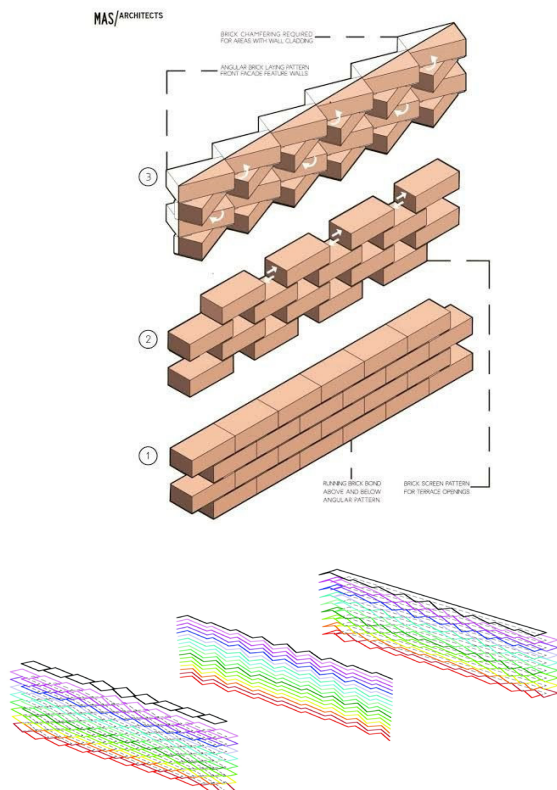 MAS/ARCHITECTS
BRICK CHAMFERING REQUIRED
FOR AREAS WITH WALL CLADDING
ANGULAR BRICK LAYING PATTERN
FRONT FACADE FEATURE WALLS
3
2
1
RUNNING BRICK BOND
ABOVE AND BELOW
ANGULAR PATTERN.
BRICK SCREEN PATTERN
FOR TERRACE OPENINGS